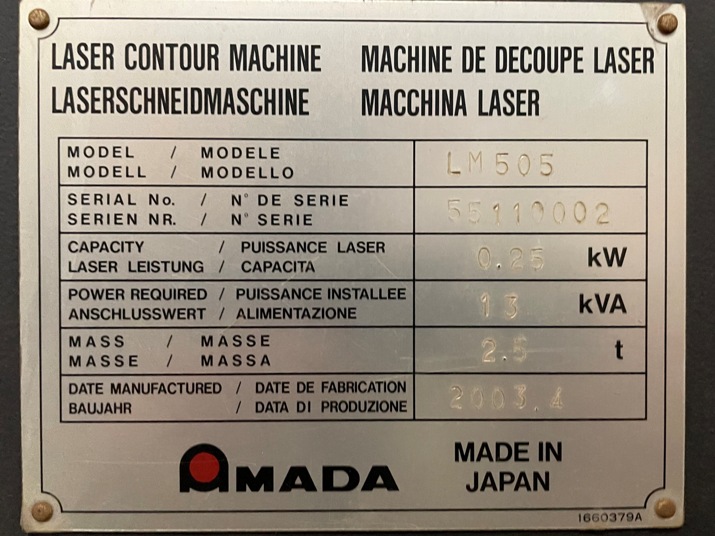 LASER CONTOUR MACHINE MACHINE DE DECOUPE LASER
LASERSCHNEIDMASCHINE MACCHINA LASER
MODEL / MODELE
MODELL / MODELLO
LM505
SERIAL No. / N° DE SERIE
SERIEN NR. / N° SERIE
55110002
CAPACITY / PUISSANCE LASER
LASER LEISTUNG / CAPACITA
0.25 kW
POWER REQUIRED / PUISSANCE INSTALLEE
ANSCHLUSSWERT / ALIMENTAZIONE
13 kVA
MASS / MASSE
MASSE / MASSA
2.5 t
DATE MANUFACTURED / DATE DE FABRICATION
BAUJAHR / DATA DI PRODUZIONE
2003.4
AMADA
MADE IN
JAPAN
1660379A